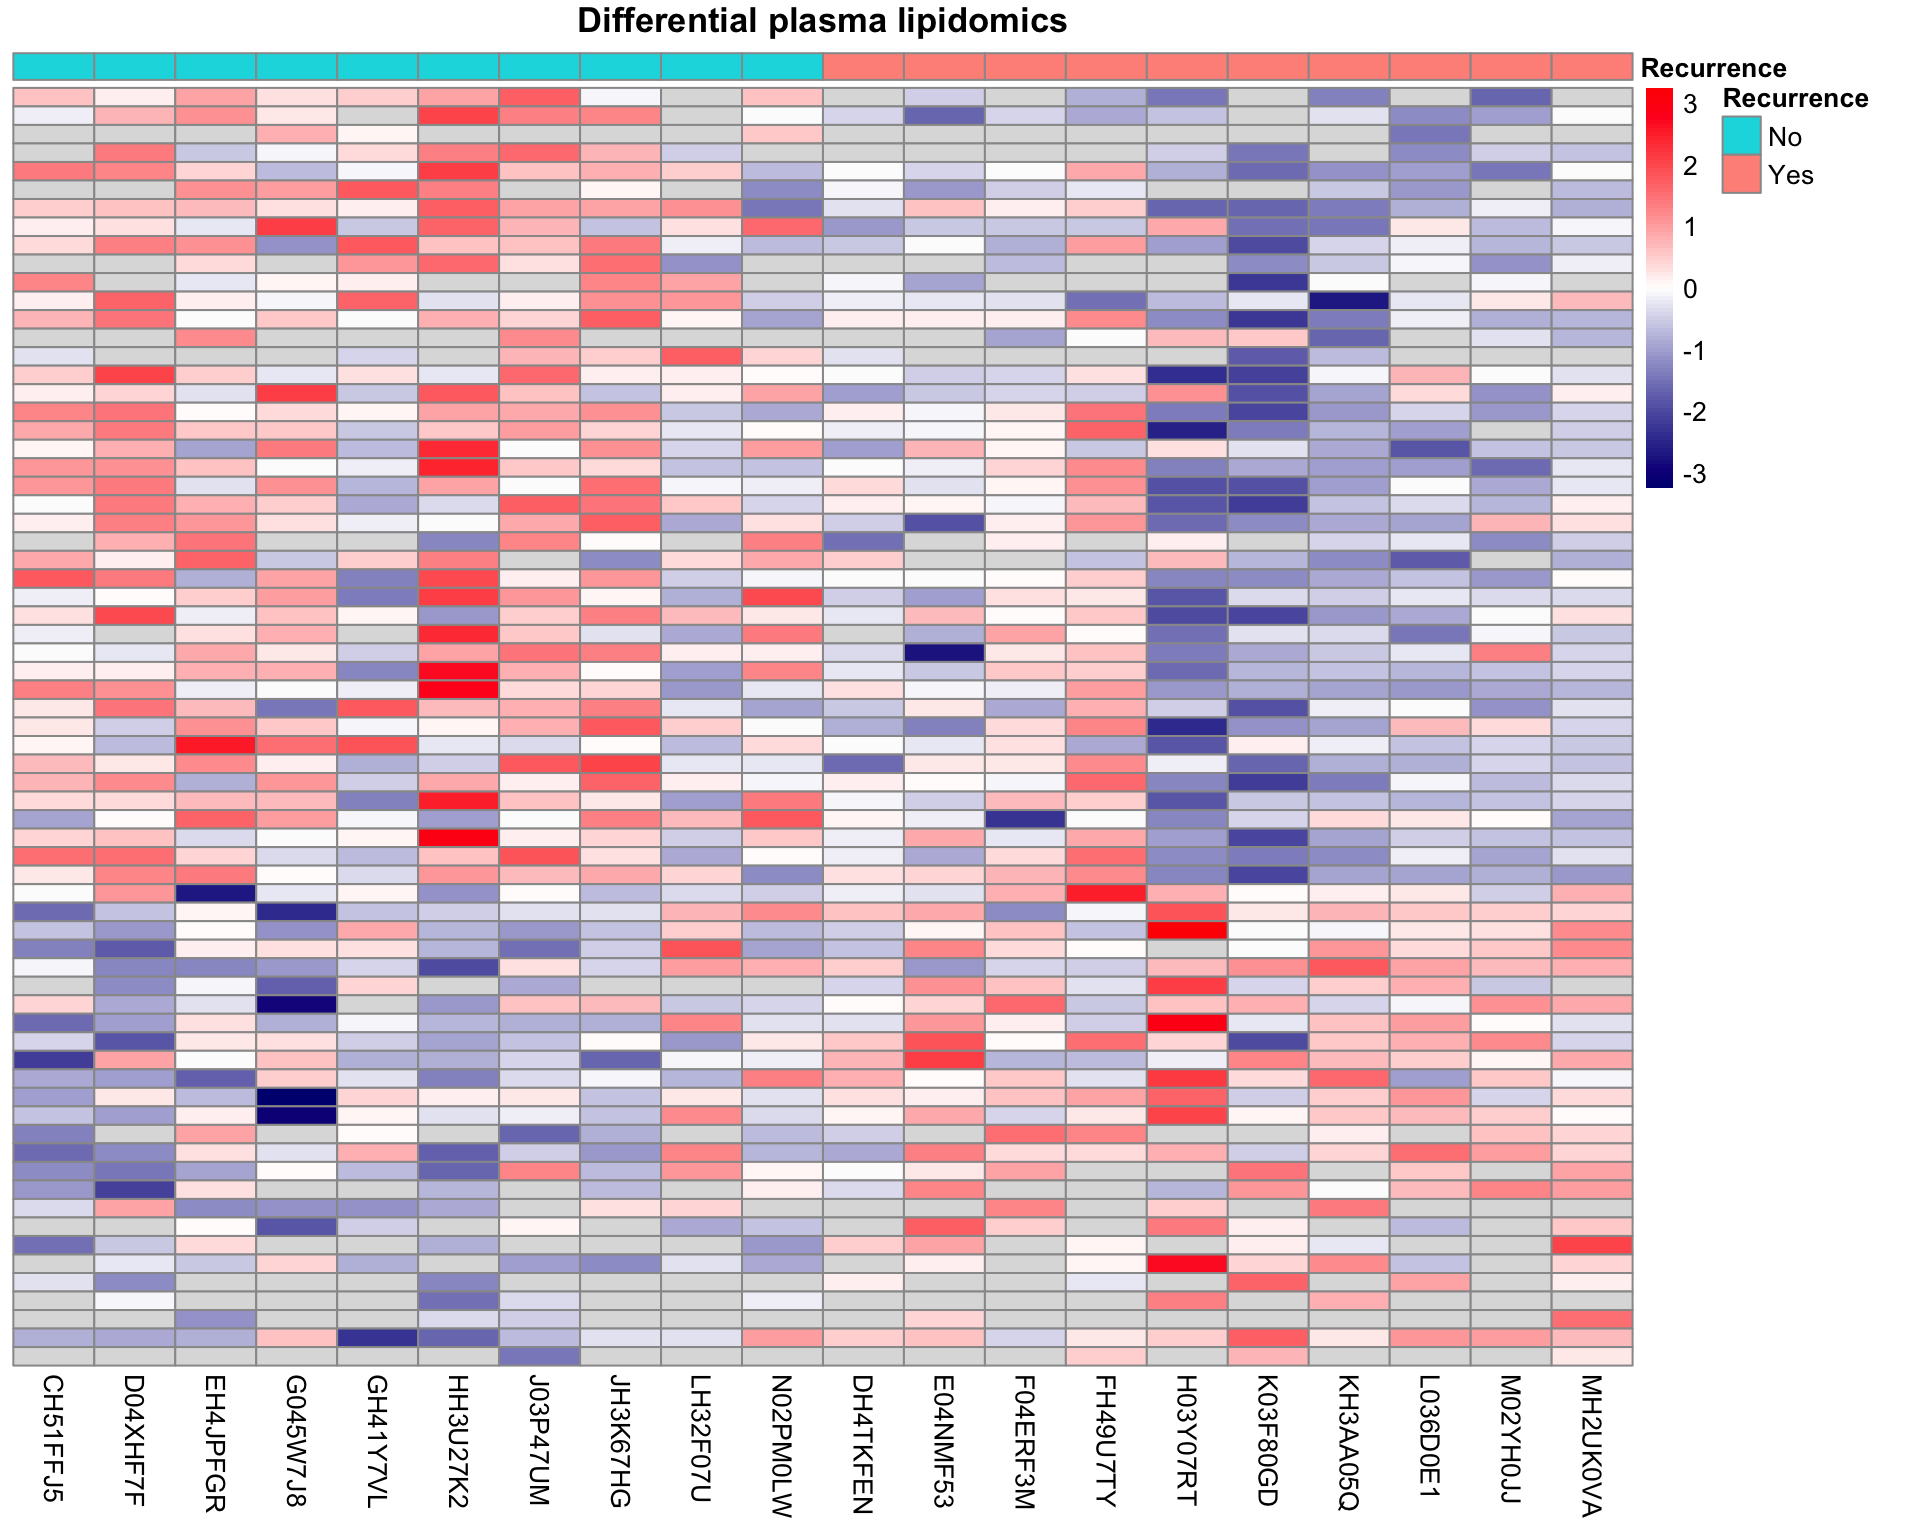 Differential plasma lipidomics
Recurrence
3
2
1
0
-1
-2
-3
Recurrence
No
Yes
CH51FFJ5
D04XHF7F
EH4JPFGR
G045W7J8
GH41Y7VL
HH3U27K2
J03P47UM
JH3K67HG
LH32F07U
N02PM0LW
DH4TKFEN
E04NMF53
F04ERF3M
FH49U7TY
H03Y07RT
K03F80GD
KH3AA05Q
L036D0E1
M02YH0JJ
MH2UK0VA